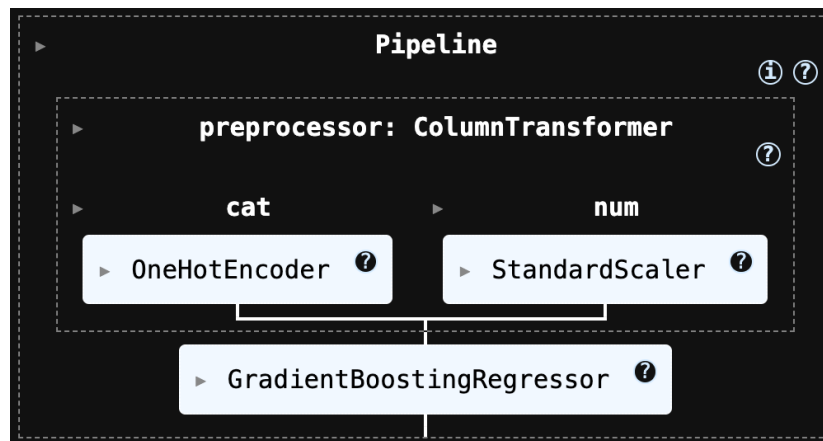 Pipeline
i ?
preprocessor: ColumnTransformer
?
cat num
OneHotEncoder ? StandardScaler ?
GradientBoostingRegressor ?